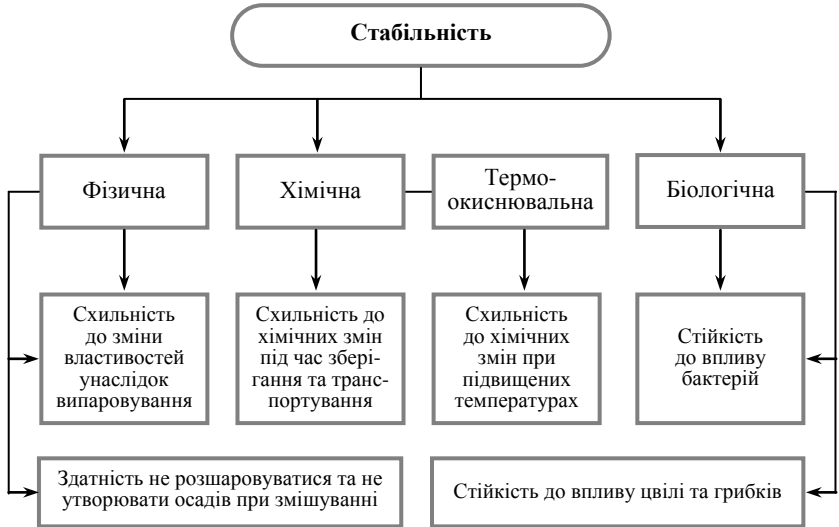 Стабільність
Фізична
Хімічна
Термо-
окиснювальна
Біологічна
Схильність
до зміни
властивостей
унаслідок
випаровування
Схильність до
хімічних змін
під час збері-
гання та транс-
портування
Схильність
до хімічних
змін при
підвищених
температурах
Стійкість
до впливу
бактерій
Здатність не розшаровуватися та не
утворювати осадів при змішуванні
Стійкість до впливу цвілі та грибків